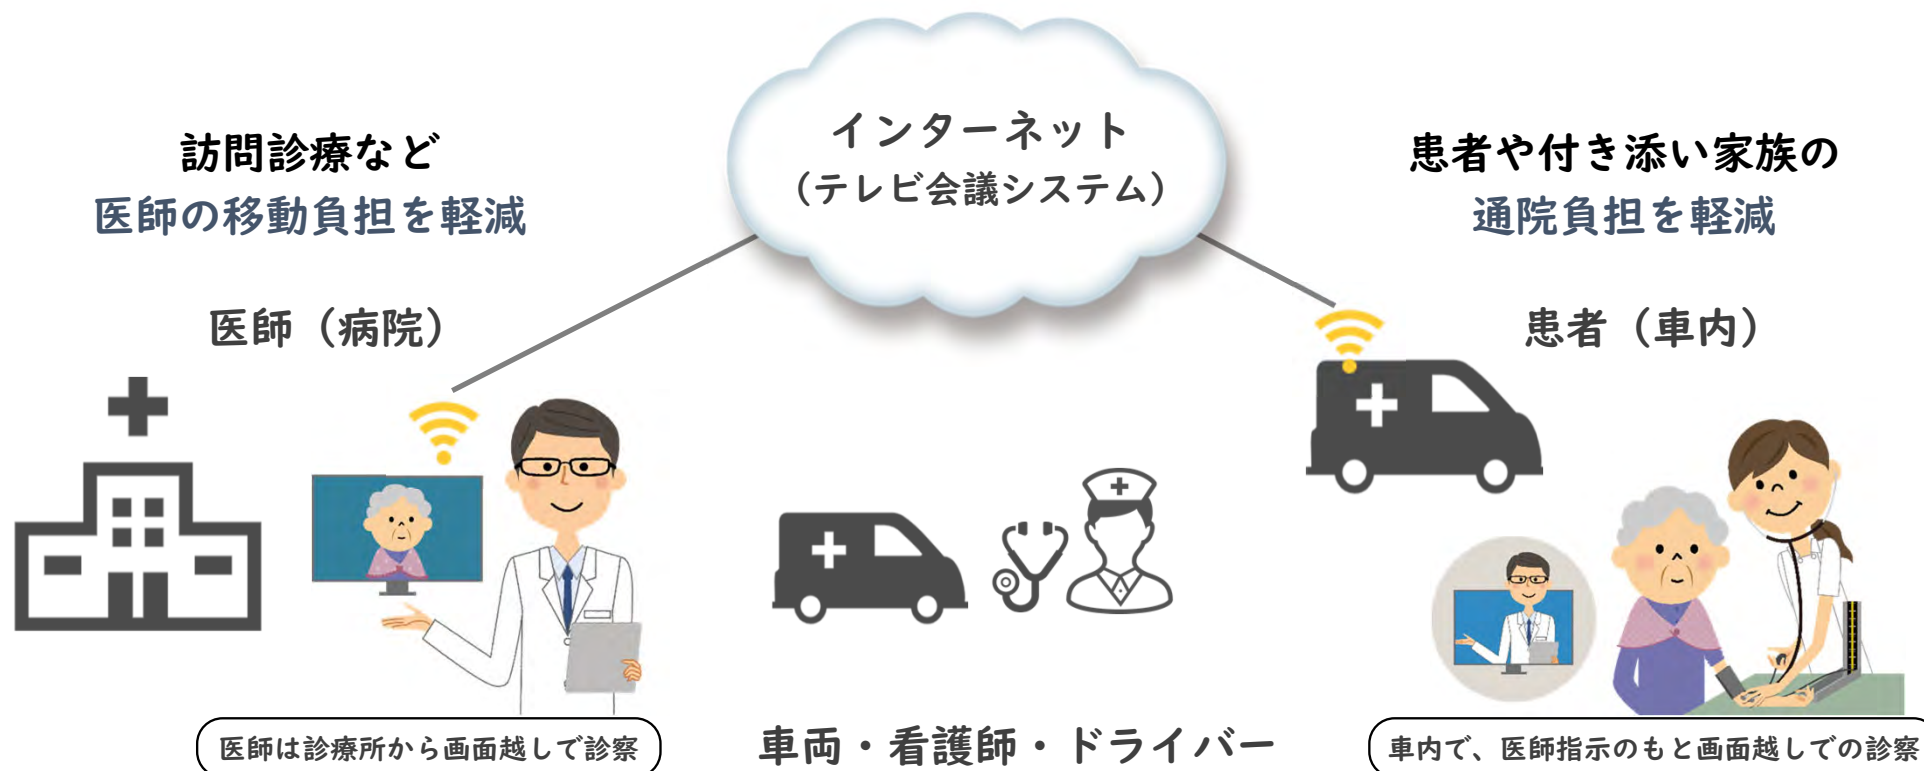 訪問診療など
医師の移動負担を軽減
医師（病院）
医師は診療所から画面越しで診察
インターネット
（テレビ会議システム）
車両・看護師・ドライバー
患者や付き添い家族の
通院負担を軽減
患者（車内）
車内で、医師指示のもと画面越しでの診察